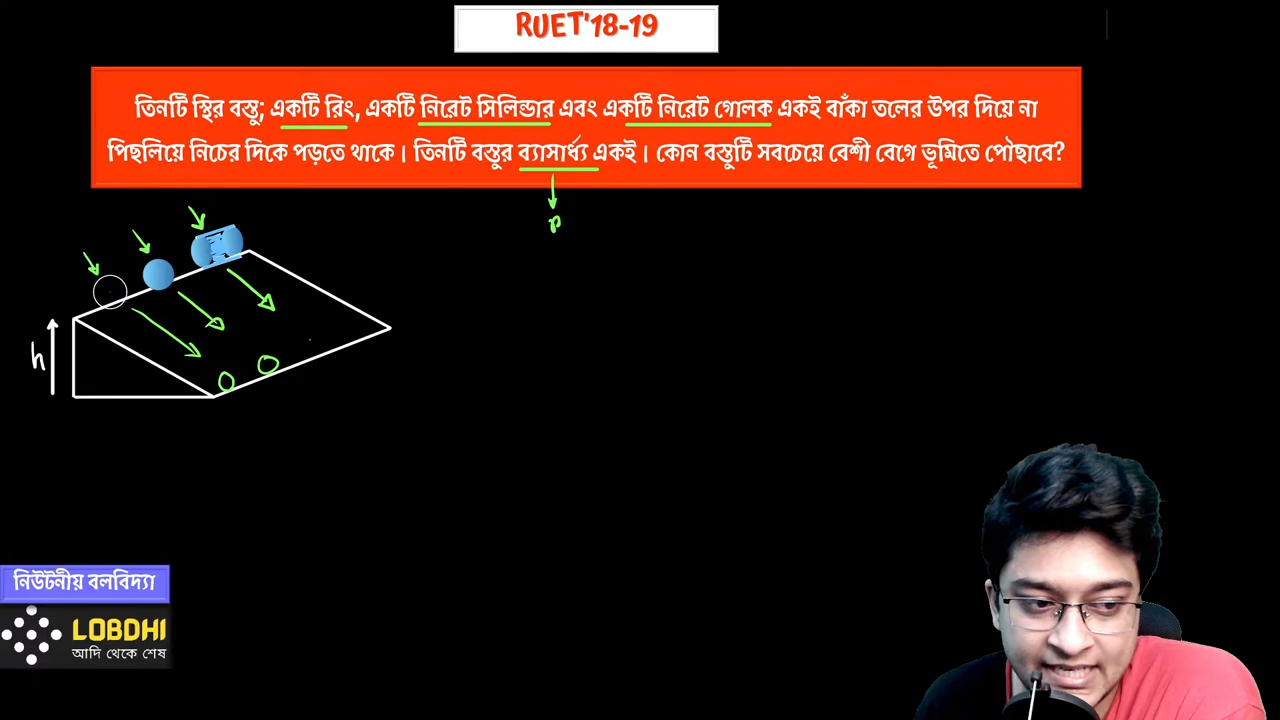 RUET'18-19
তিনটি স্থির বস্তু; একটি রিং, একটি নিরেট সিলিন্ডার এবং একটি নিরেট গোলক একই বাঁকা তলের উপর দিয়ে না
পিছলিয়ে নিচের দিকে পড়তে থাকে। তিনটি বস্তুর ব্যাসার্ধ্য একই। কোন বস্তুটি সবচেয়ে বেশী বেগে ভূমিতে পৌছাবে?
h
নিউটনীয় বলবিদ্যা
LOBDHI
আদি থেকে শেষ